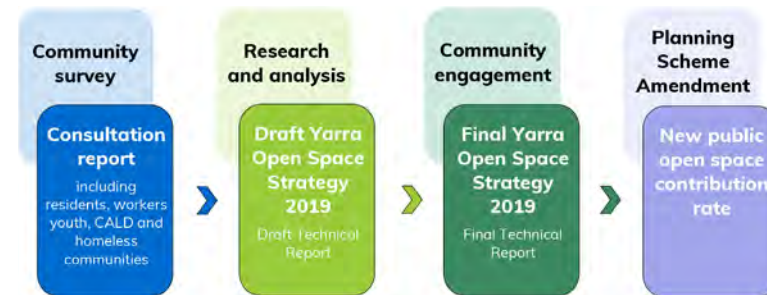 Community
survey
Consultation
report
including
residents, workers
youth, CALD and
homeless
communities
Research
and analysis
Draft Yarra
Open Space
Strategy
2019
Draft Technical
Report
Community
engagement
Final Yarra
Open Space
Strategy
2019
Final Technical
Report
Planning
Scheme
Amendment
New public
open space
contribution
rate